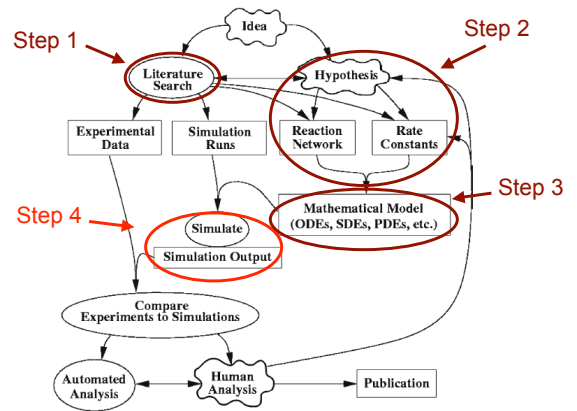 Idea
Step 1
Step 2
Literature
Search
Hypothesis
Experimental
Data
Simulation
Runs
Reaction
Network
Rate
Constants
Step 3
Step 4
Simulate
Mathematical Model
(ODEs, SDEs, PDEs, etc.)
Simulation Output
Compare
Experiments to Simulations
Automated
Analysis
Human
Analysis
Publication